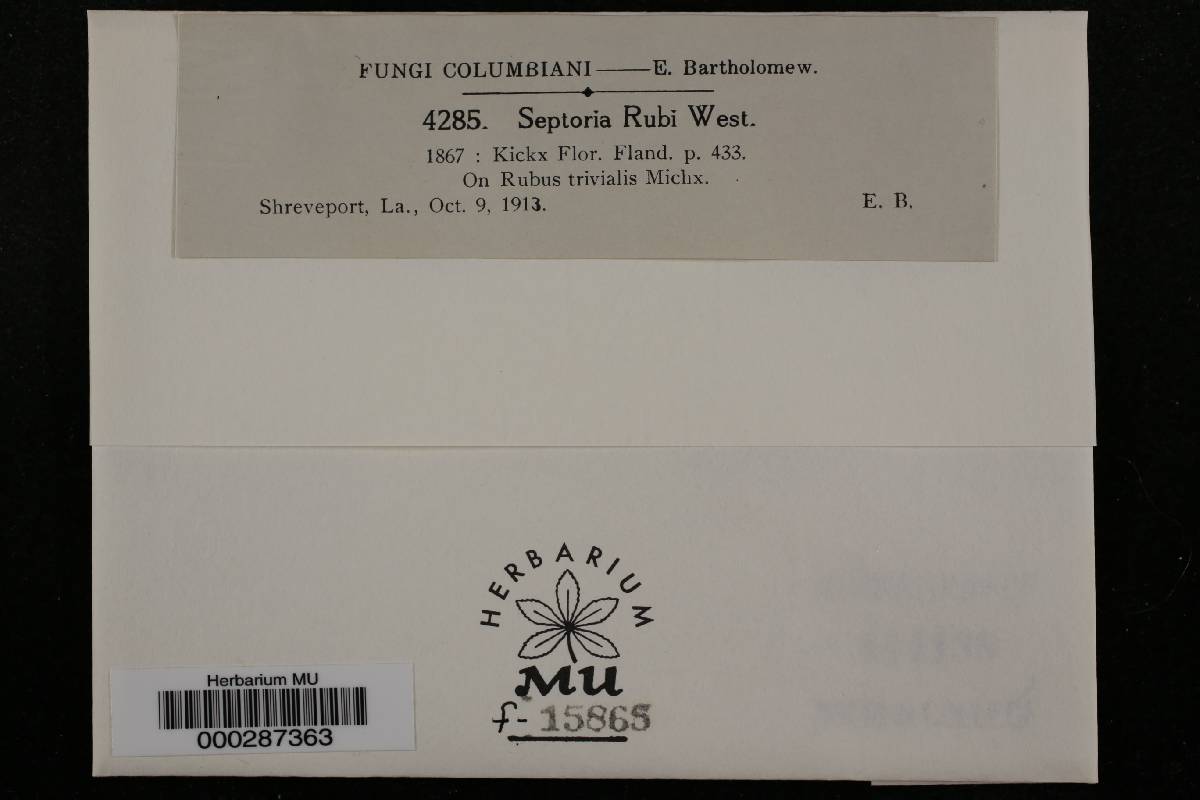 FUNGI COLUMBIANI——E. Bartholomew.
4285. Septoria Rubi West.
1867 : Kickx Flor. Fland. p. 433.
On Rubus trivialis Michx.
Shreveport, La., Oct. 9, 1913. E. B.
HERBARIUM
MU
f-15865
Herbarium MU
000287363